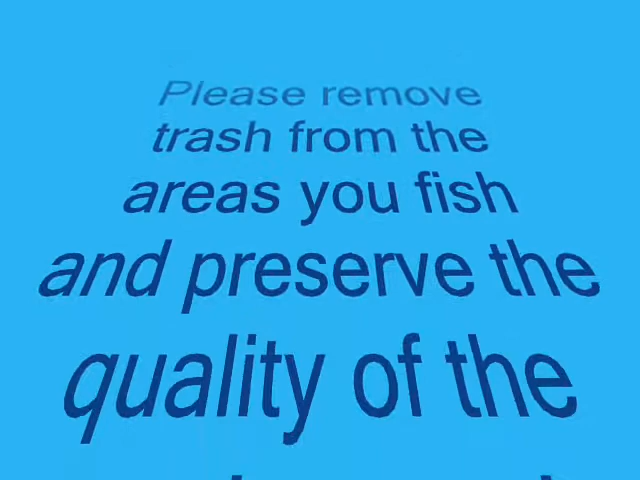 Please remove
trash from the
areas you fish
and preserve the
quality of the